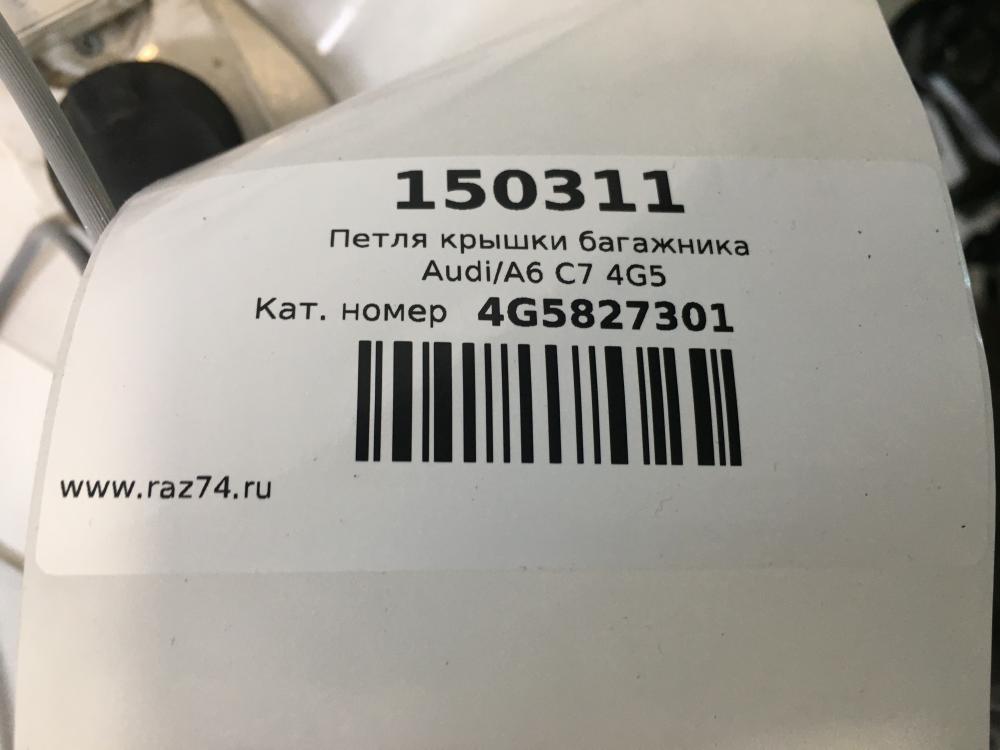 150311
Петля крышки багажника
Audi/A6 C7 4G5
Кат. номер 4G5827301
www.raz74.ru